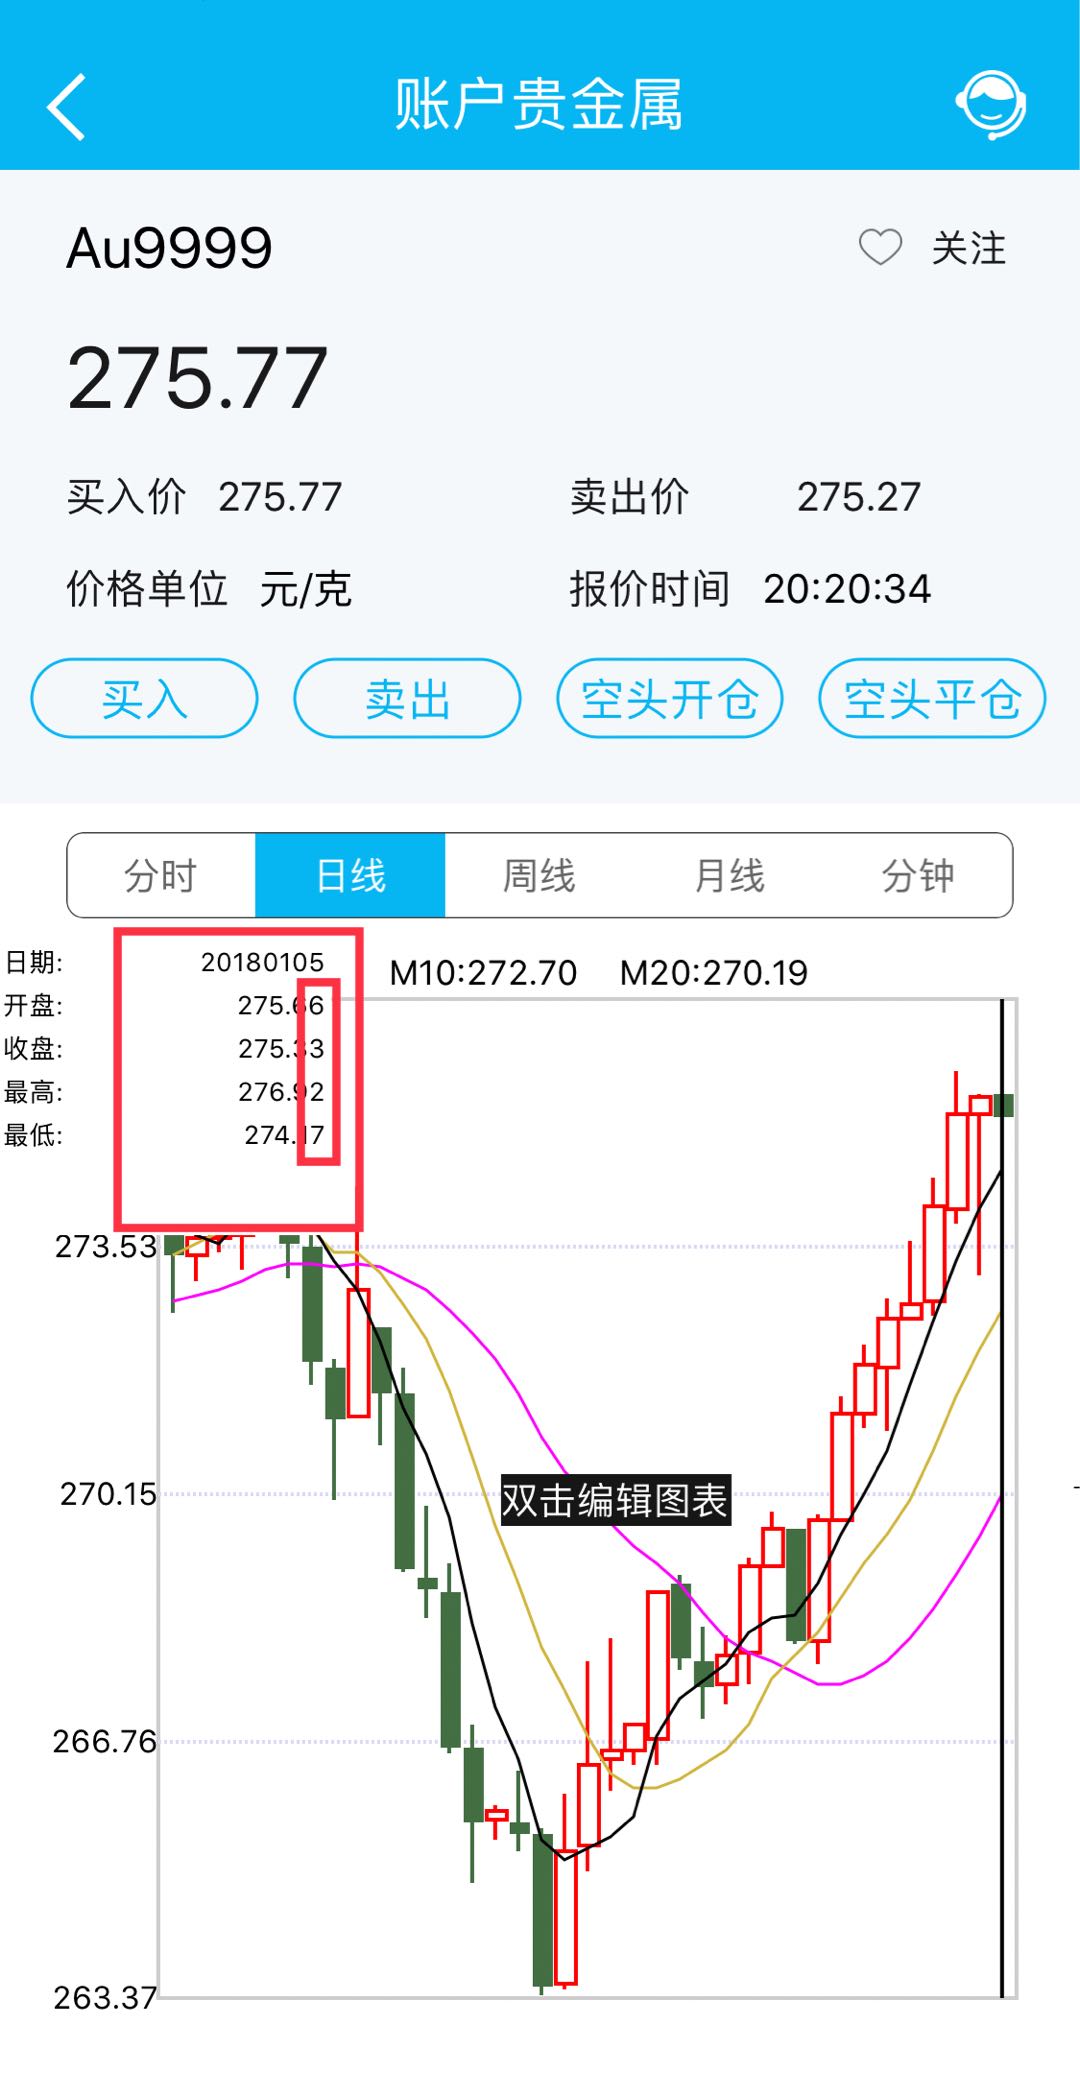 账户贵金属
Au9999
关注
275.77
买入价 275.77 卖出价 275.27
价格单位 元/克 报价时间 20:20:34
买入 卖出 空头开仓 空头平仓
分时 日线 周线 月线 分钟
日期: 20180105 M10:272.70 M20:270.19
开盘: 275.66
收盘: 275.33
最高: 276.92
最低: 274.17
273.53
270.15
双击编辑图表
266.76
263.37